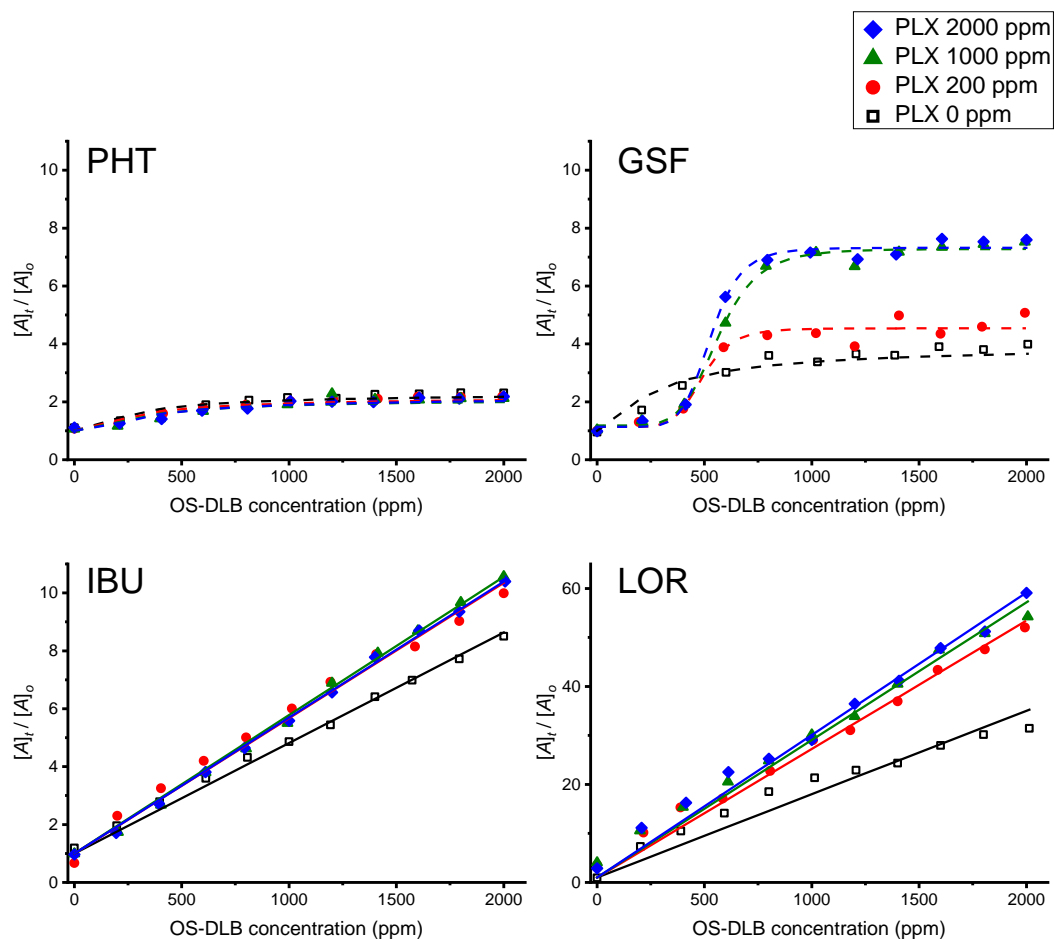 PLX 2000 ppm
PLX 1000 ppm
PLX 200 ppm
PLX 0 ppm
PHT
[A]t / [A]o
10
8
6
4
2
0
0 500 1000 1500 2000
OS-DLB concentration (ppm)
GSF
[A]t / [A]o
10
8
6
4
2
0
0 500 1000 1500 2000
OS-DLB concentration (ppm)
IBU
[A]t / [A]o
10
8
6
4
2
0
0 500 1000 1500 2000
OS-DLB concentration (ppm)
LOR
[A]t / [A]o
60
40
20
0
0 500 1000 1500 2000
OS-DLB concentration (ppm)